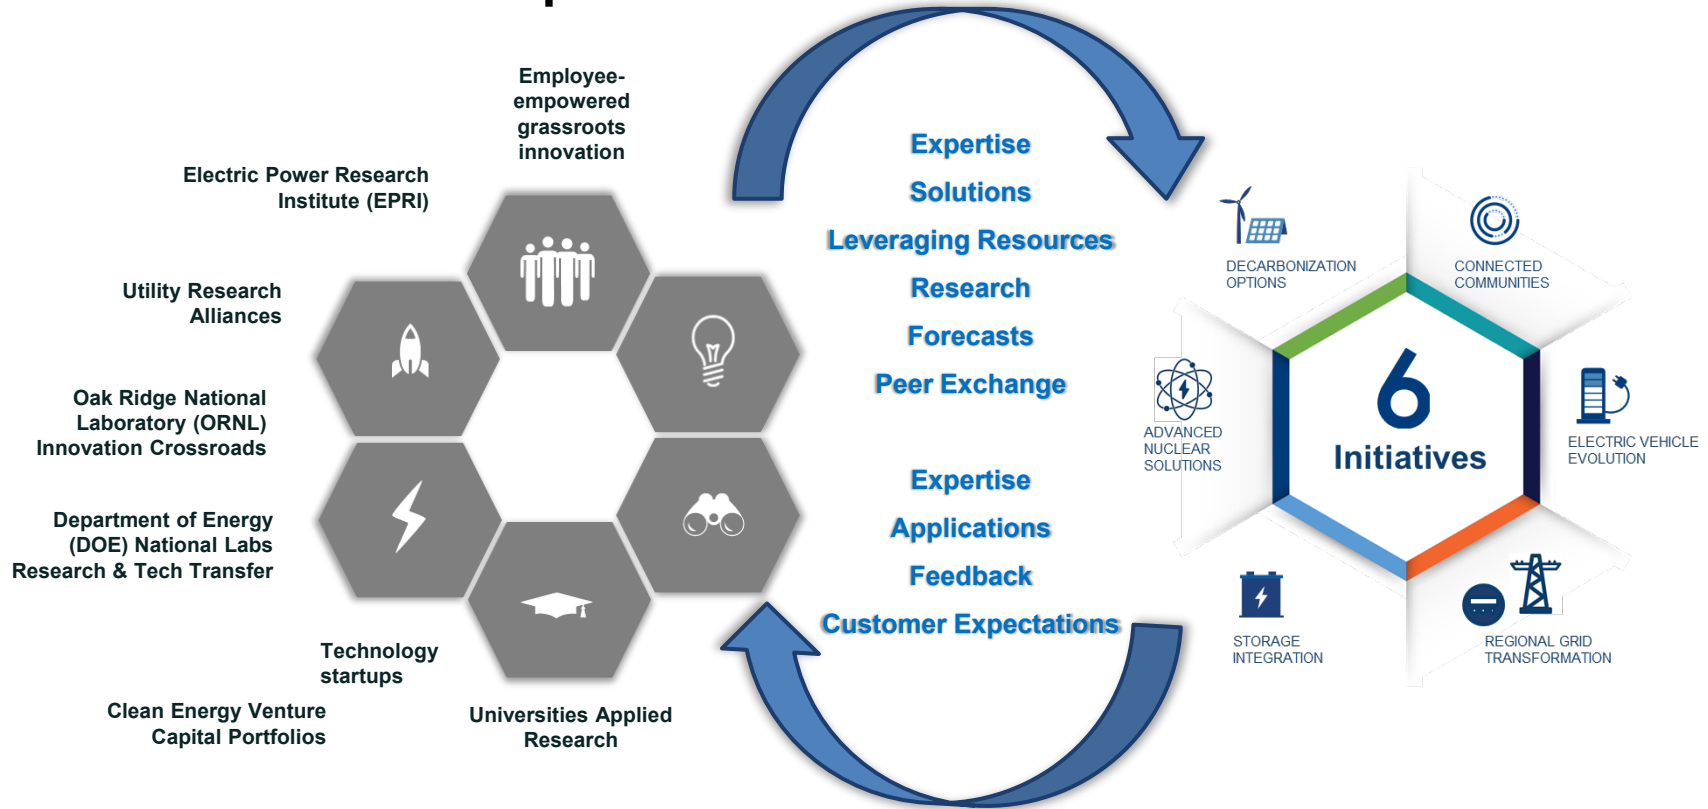 Employee-
empowered
grassroots
innovation
Electric Power Research
Institute (EPRI)
Utility Research
Alliances
Oak Ridge National
Laboratory (ORNL)
Innovation Crossroads
Department of Energy
(DOE) National Labs
Research & Tech Transfer
Technology
startups
Clean Energy Venture
Capital Portfolios
Universities Applied
Research
Expertise
Solutions
Leveraging Resources
Research
Forecasts
Peer Exchange
Expertise
Applications
Feedback
Customer Expectations
DECARBONIZATION
OPTIONS
CONNECTED
COMMUNITIES
ADVANCED
NUCLEAR
SOLUTIONS
6
Initiatives
ELECTRIC VEHICLE
EVOLUTION
STORAGE
INTEGRATION
REGIONAL GRID
TRANSFORMATION